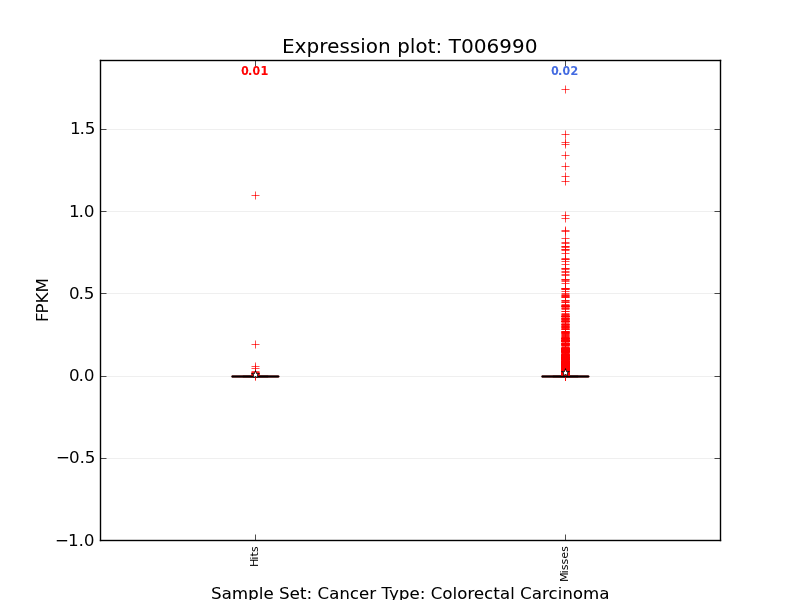 Expression plot: T006990
0.01
0.02
1.5
1.0
0.5
0.0
−0.5
−1.0
FPKM
Hits
Misses
Sample Set: Cancer Type: Colorectal Carcinoma